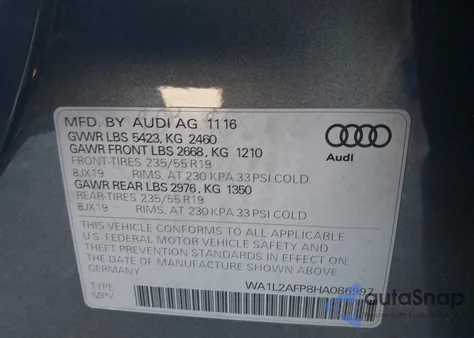 MFD. BY AUDI AG 11 16
GVWR LBS 5423, KG 2460
GAWR FRONT LBS 2668, KG 1210
FRONT-TIRES 235/55 R19
8JX19 RIMS, AT 230 KPA 33 PSI COLD
GAWR REAR LBS 2976, KG 1350
REAR-TIRES 235/55 R19
8JX19 RIMS, AT 230 KPA 33 PSI COLD
Audi
THIS VEHICLE CONFORMS TO ALL APPLICABLE
U.S. FEDERAL MOTOR VEHICLE SAFETY AND
THEFT PREVENTION STANDARDS IN EFFECT ON
THE DATE OF MANUFACTURE SHOWN ABOVE
GERMANY
WA1L2AFP8HA086997
TYPE
MPV
autoSnap